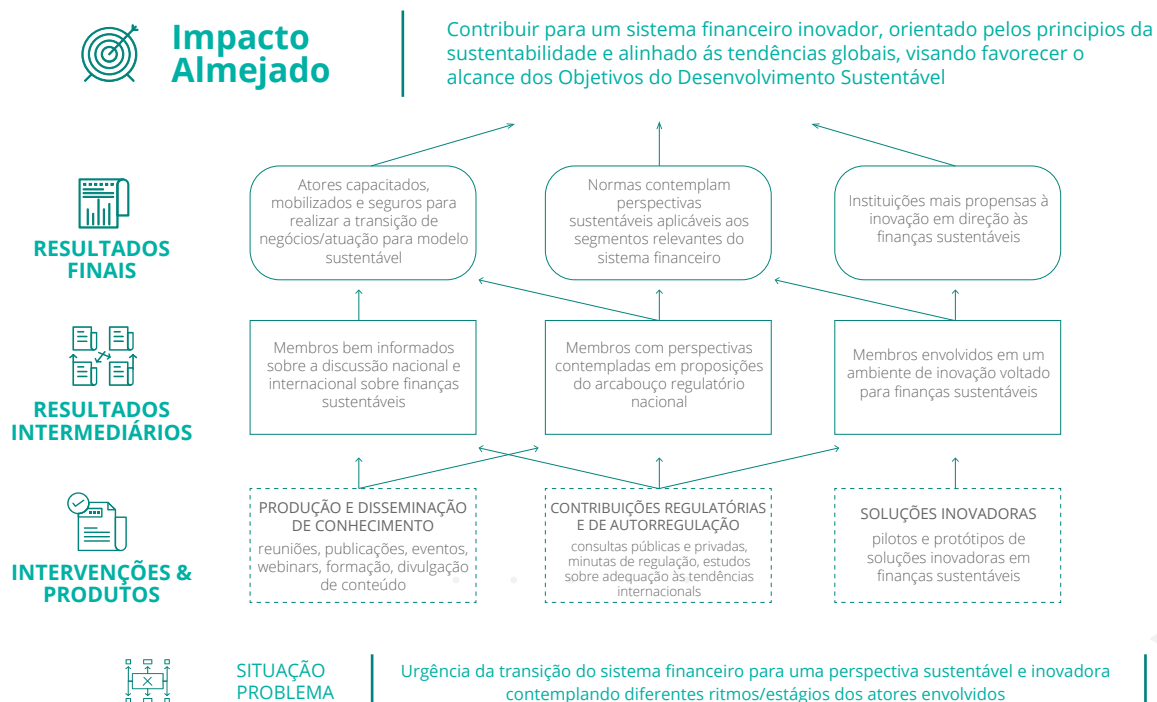 Impacto
Almejado
Contribuir para um sistema financeiro inovador, orientado pelos principios da
sustentabilidade e alinhado ás tendências globais, visando favorecer o
alcance dos Objetivos do Desenvolvimento Sustentável
RESULTADOS
FINAIS
Atores capacitados,
mobilizados e seguros para
realizar a transição de
negócios/atuação para modelo
sustentável
Normas contemplam
perspectivas
sustentáveis aplicáveis aos
segmentos relevantes do
sistema financeiro
Instituições mais propensas à
inovação em direção às
finanças sustentáveis
RESULTADOS
INTERMEDIÁRIOS
Membros bem informados
sobre a discussão nacional e
internacional sobre finanças
sustentáveis
Membros com perspectivas
contempladas em proposições
do arcabouço regulatório
nacional
Membros envolvidos em um
ambiente de inovação voltado
para finanças sustentáveis
INTERVENÇÕES &
PRODUTOS
PRODUÇÃO E DISSEMINAÇÃO
DE CONHECIMENTO
reuniões, publicações, eventos,
webinars, formação, divulgação
de conteúdo
CONTRIBUIÇÕES REGULATÓRIAS
E DE AUTORREGULAÇÃO
consultas públicas e privadas,
minutas de regulação, estudos
sobre adequação às tendências
internacionals
SOLUÇÕES INOVADORAS
pilotos e protótipos de
soluções inovadoras em
finanças sustentáveis
SITUAÇÃO
PROBLEMA
Urgência da transição do sistema financeiro para uma perspectiva sustentável e inovadora
contemplando diferentes ritmos/estágios dos atores envolvidos